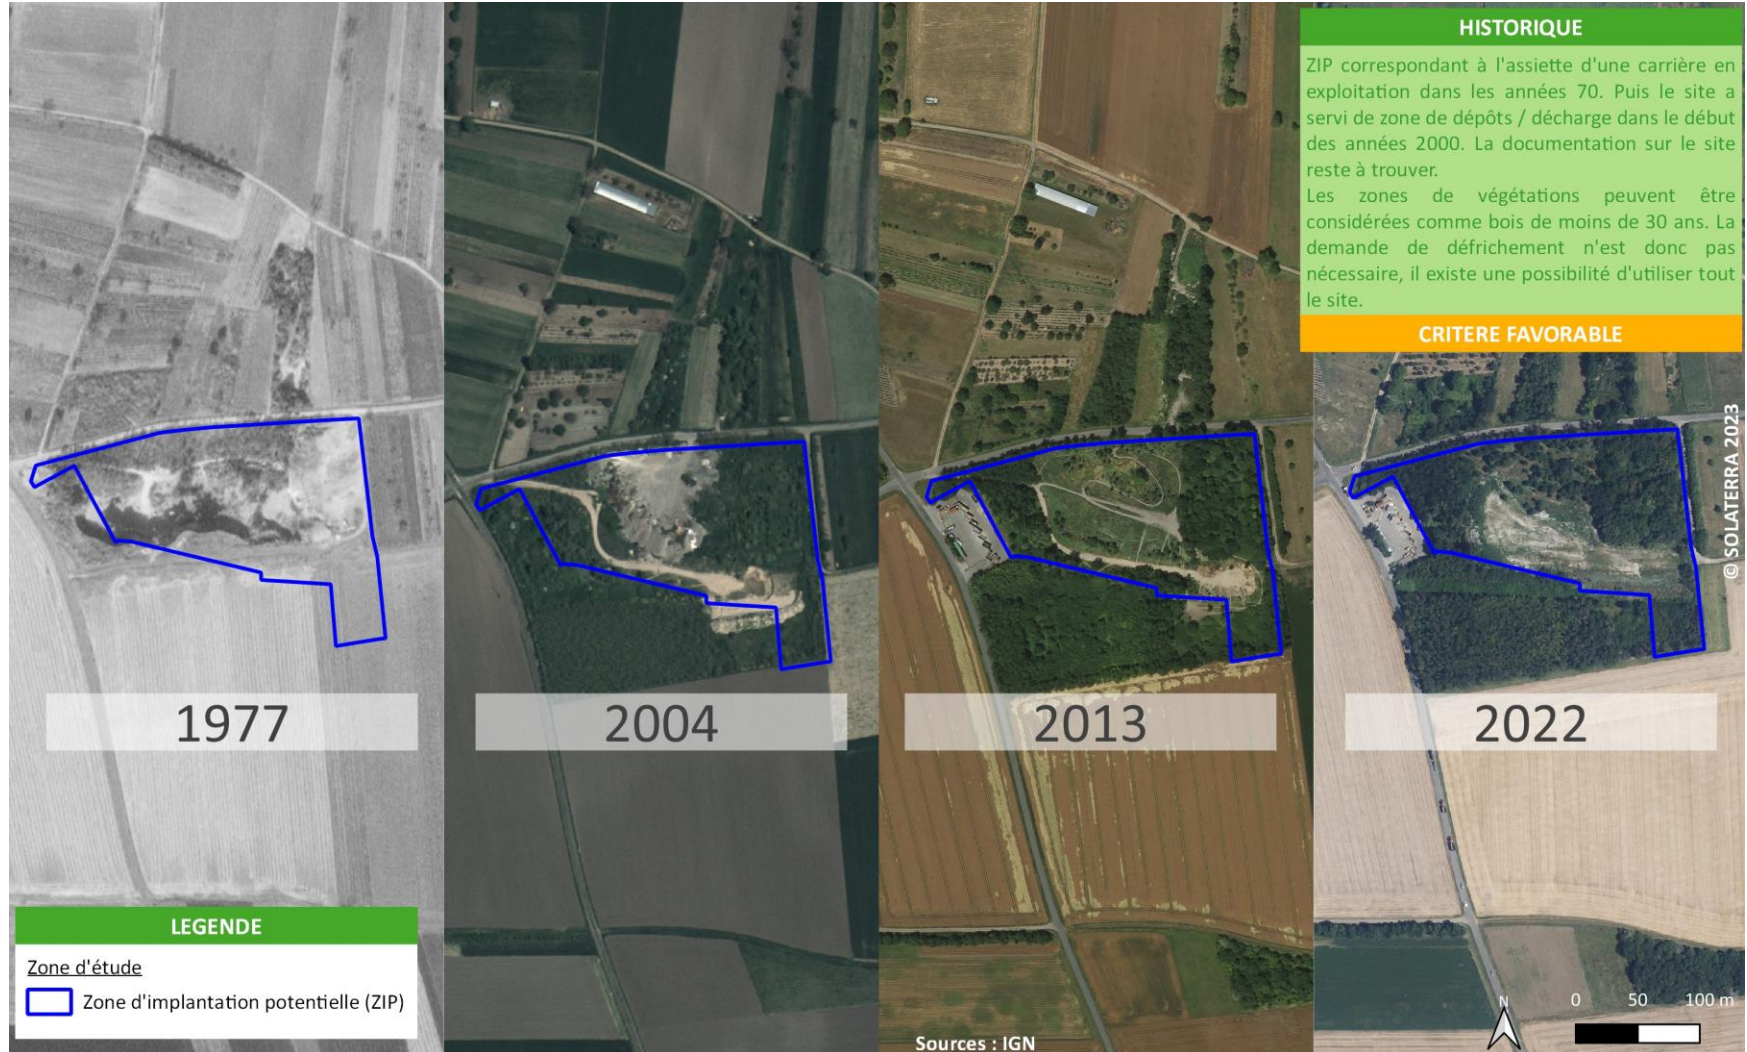 HISTORIQUE
ZIP correspondant à l'assiette d'une carrière en
exploitation dans les années 70. Puis le site a
servi de zone de dépôts / décharge dans le début
des années 2000. La documentation sur le site
reste à trouver.
Les zones de végétations peuvent être
considérées comme bois de moins de 30 ans. La
demande de défrichement n'est donc pas
nécessaire, il existe une possibilité d'utiliser tout
le site.
CRITERE FAVORABLE
© SOLATERRA 2023
1977
2004
2013
2022
LEGENDE
Zone d'étude
Zone d'implantation potentielle (ZIP)
Sources : IGN
N
0 50 100 m